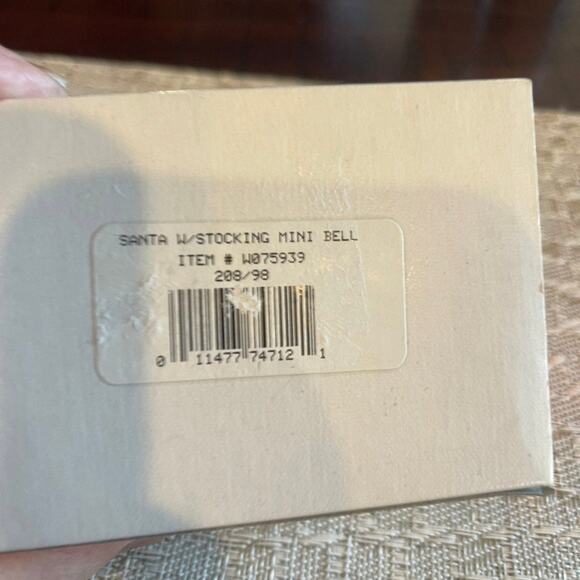 SANTA W/STOCKING MINI BELL
ITEM # W075939
208/98
0 11477 74712 1